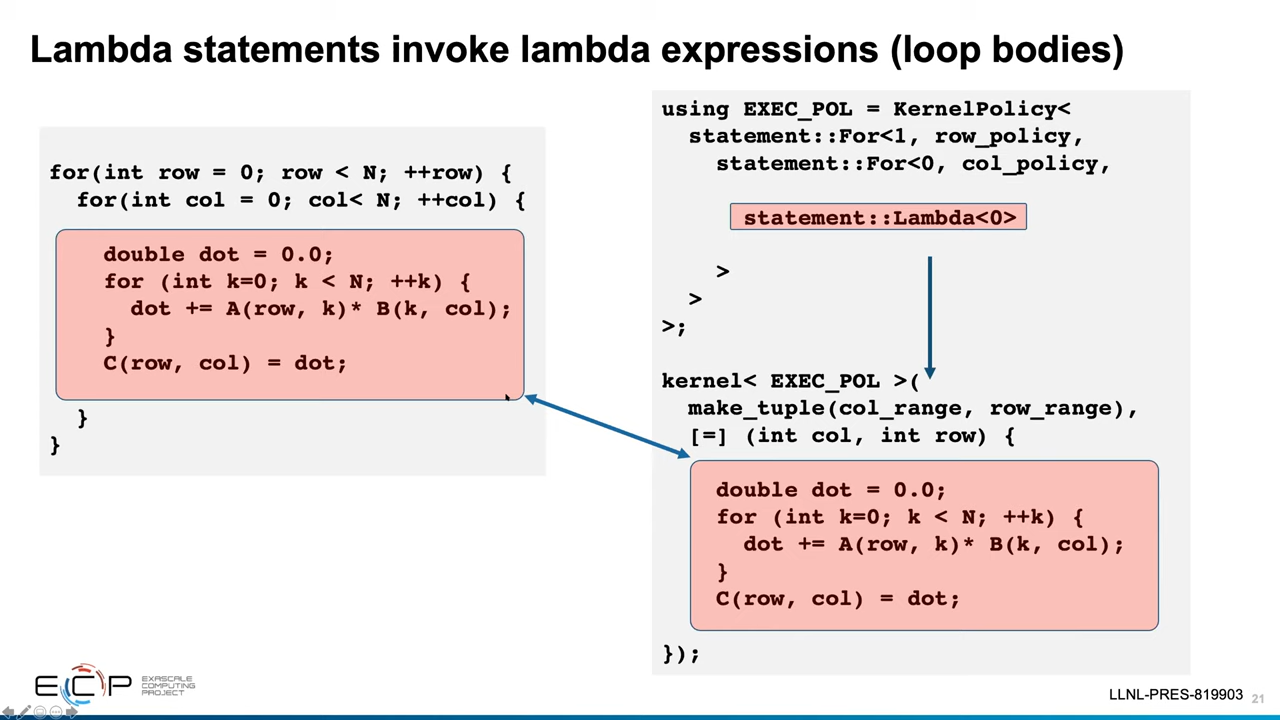 Lambda statements invoke lambda expressions (loop bodies)
for(int row = 0; row < N; ++row) {
for(int col = 0; col< N; ++col) {
double dot = 0.0;
for (int k=0; k < N; ++k) {
dot += A(row, k)* B(k, col);
}
C(row, col) = dot;
}
}
using EXEC_POL = KernelPolicy<
statement::For<1, row_policy,
statement::For<0, col_policy,
statement::Lambda<0>
>
>
>;
kernel< EXEC_POL >(
make_tuple(col_range, row_range),
[=] (int col, int row) {
double dot = 0.0;
for (int k=0; k < N; ++k) {
dot += A(row, k)* B(k, col);
}
C(row, col) = dot;
});
ECP
EXASCALE
COMPUTING
PROJECT
LLNL-PRES-819903
21